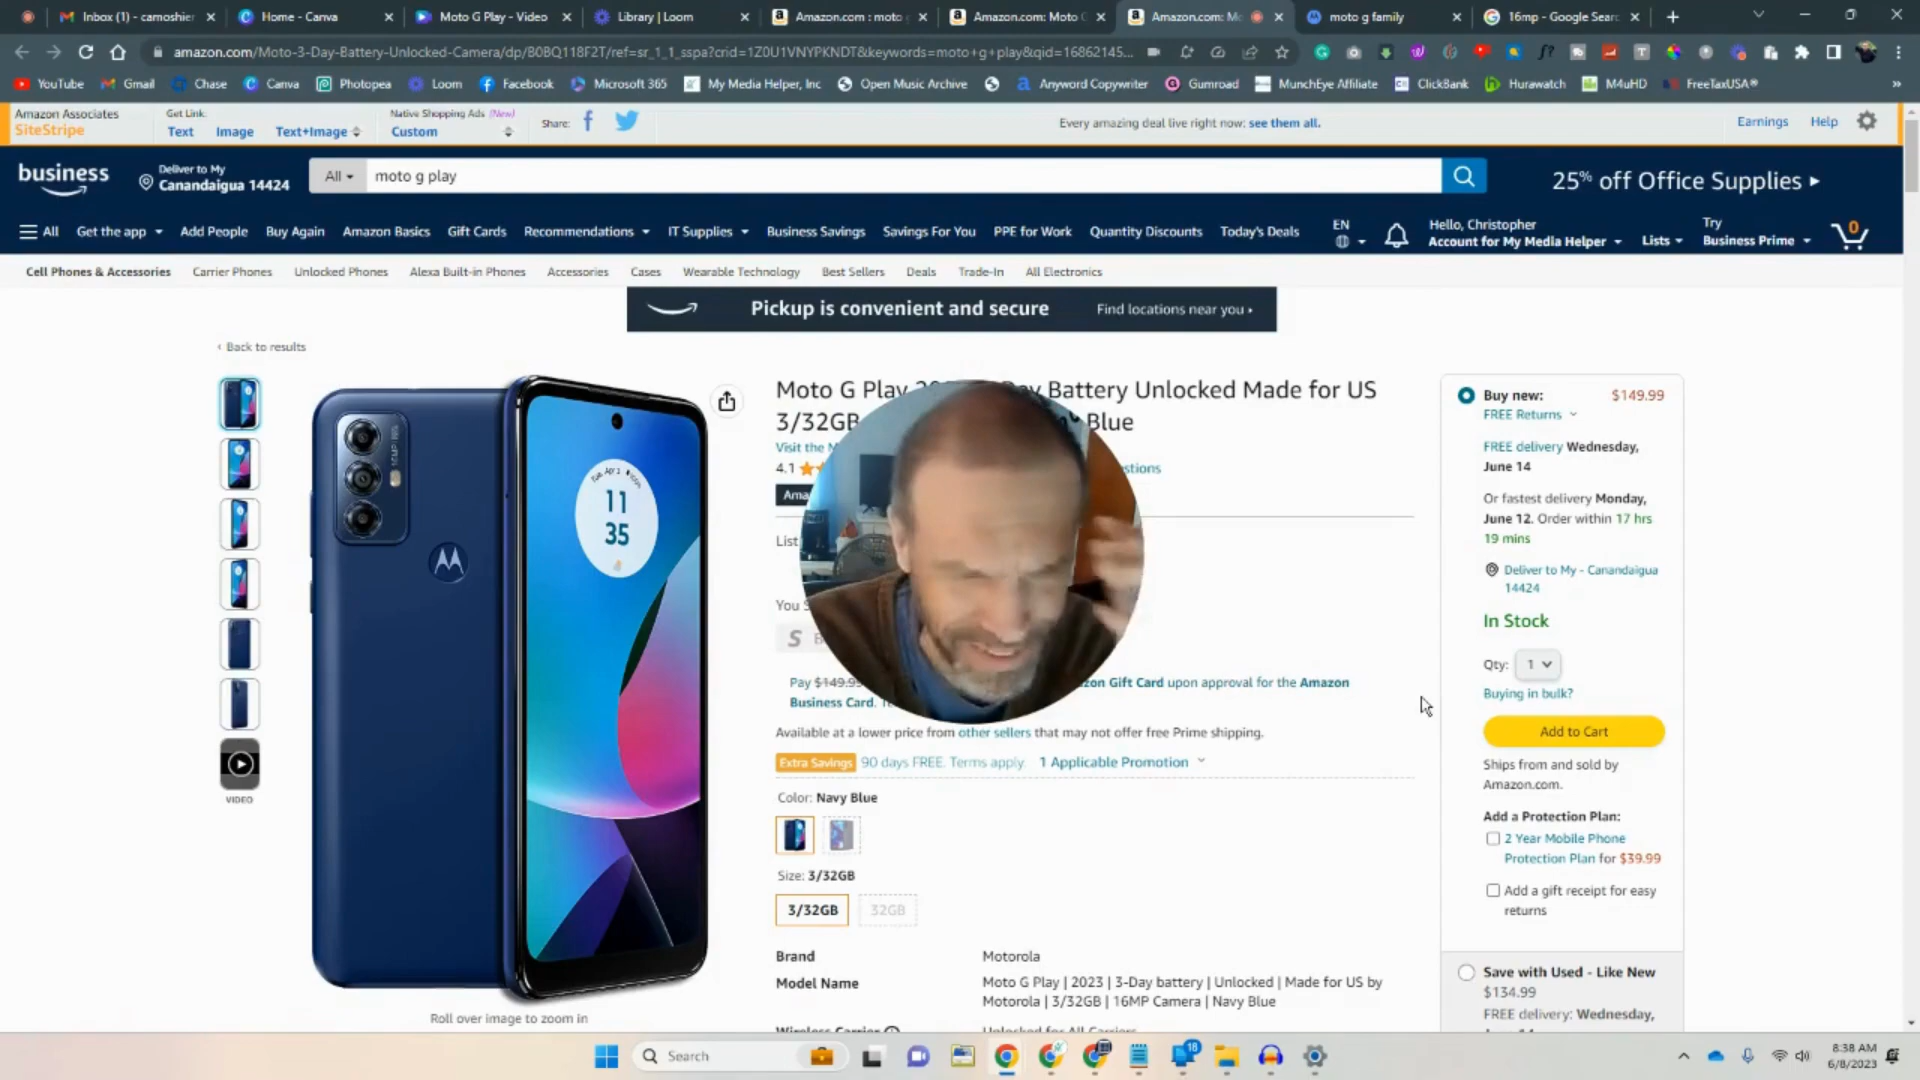 Inbox (1) - camoshier
Home - Canva
Moto G Play - Video
Library | Loom
Amazon.com : moto
Amazon.com: Moto
Amazon.com: Mo
moto g family
16mp - Google Sear
amazon.com/Moto-3-Day-Battery-Unlocked-Camera/dp/B0BQ118F2T/ref=sr_1_1_sspa?crid=1Z0U1VNYPKNDT&keywords=moto+g+play&qid=16862145...
YouTube Gmail Chase Canva Photopea Loom Facebook Microsoft 365 My Media Helper, Inc Open Music Archive Anyword Copywriter Gumroad MunchEye Affiliate ClickBank Hurawatch M4uHD FreeTaxUSA®
Amazon Associates
SiteStripe
Get Link:
Text Image Text+Image
Native Shopping Ads (New)
Custom
Share:
Every amazing deal live right now: see them all.
Earnings Help
business
Deliver to My
Canandaigua 14424
All
moto g play
25% off Office Supplies ▸
All Get the app Add People Buy Again Amazon Basics Gift Cards Recommendations IT Supplies Business Savings Savings For You PPE for Work Quantity Discounts Today's Deals
EN
Hello, Christopher
Account for My Media Helper
Lists
Try
Business Prime
0
Cell Phones & Accessories Carrier Phones Unlocked Phones Alexa Built-in Phones Accessories Cases Wearable Technology Best Sellers Deals Trade-In All Electronics
Pickup is convenient and secure Find locations near you ›
‹ Back to results
11
35
VIDEO
Roll over image to zoom in
Moto G Play Battery Unlocked Made for US
3/32GB Blue
Visit the
4.1
List
Pay $149.99 Gift Card upon approval for the Amazon
Business Card.
Available at a lower price from other sellers that may not offer free Prime shipping.
Extra Savings 90 days FREE. Terms apply. 1 Applicable Promotion
Color: Navy Blue
Size: 3/32GB
3/32GB 32GB
Brand Motorola
Model Name Moto G Play | 2023 | 3-Day battery | Unlocked | Made for US by
Motorola | 3/32GB | 16MP Camera | Navy Blue
Wireless Carrier Unlocked for All Carriers
Buy new: $149.99
FREE Returns
FREE delivery Wednesday,
June 14
Or fastest delivery Monday,
June 12. Order within 17 hrs
19 mins
Deliver to My - Canandaigua
14424
In Stock
Qty: 1
Buying in bulk?
Add to Cart
Ships from and sold by
Amazon.com.
Add a Protection Plan:
2 Year Mobile Phone
Protection Plan for $39.99
Add a gift receipt for easy
returns
Save with Used - Like New
$134.99
FREE delivery: Wednesday,
Search
18
8:38 AM
6/8/2023